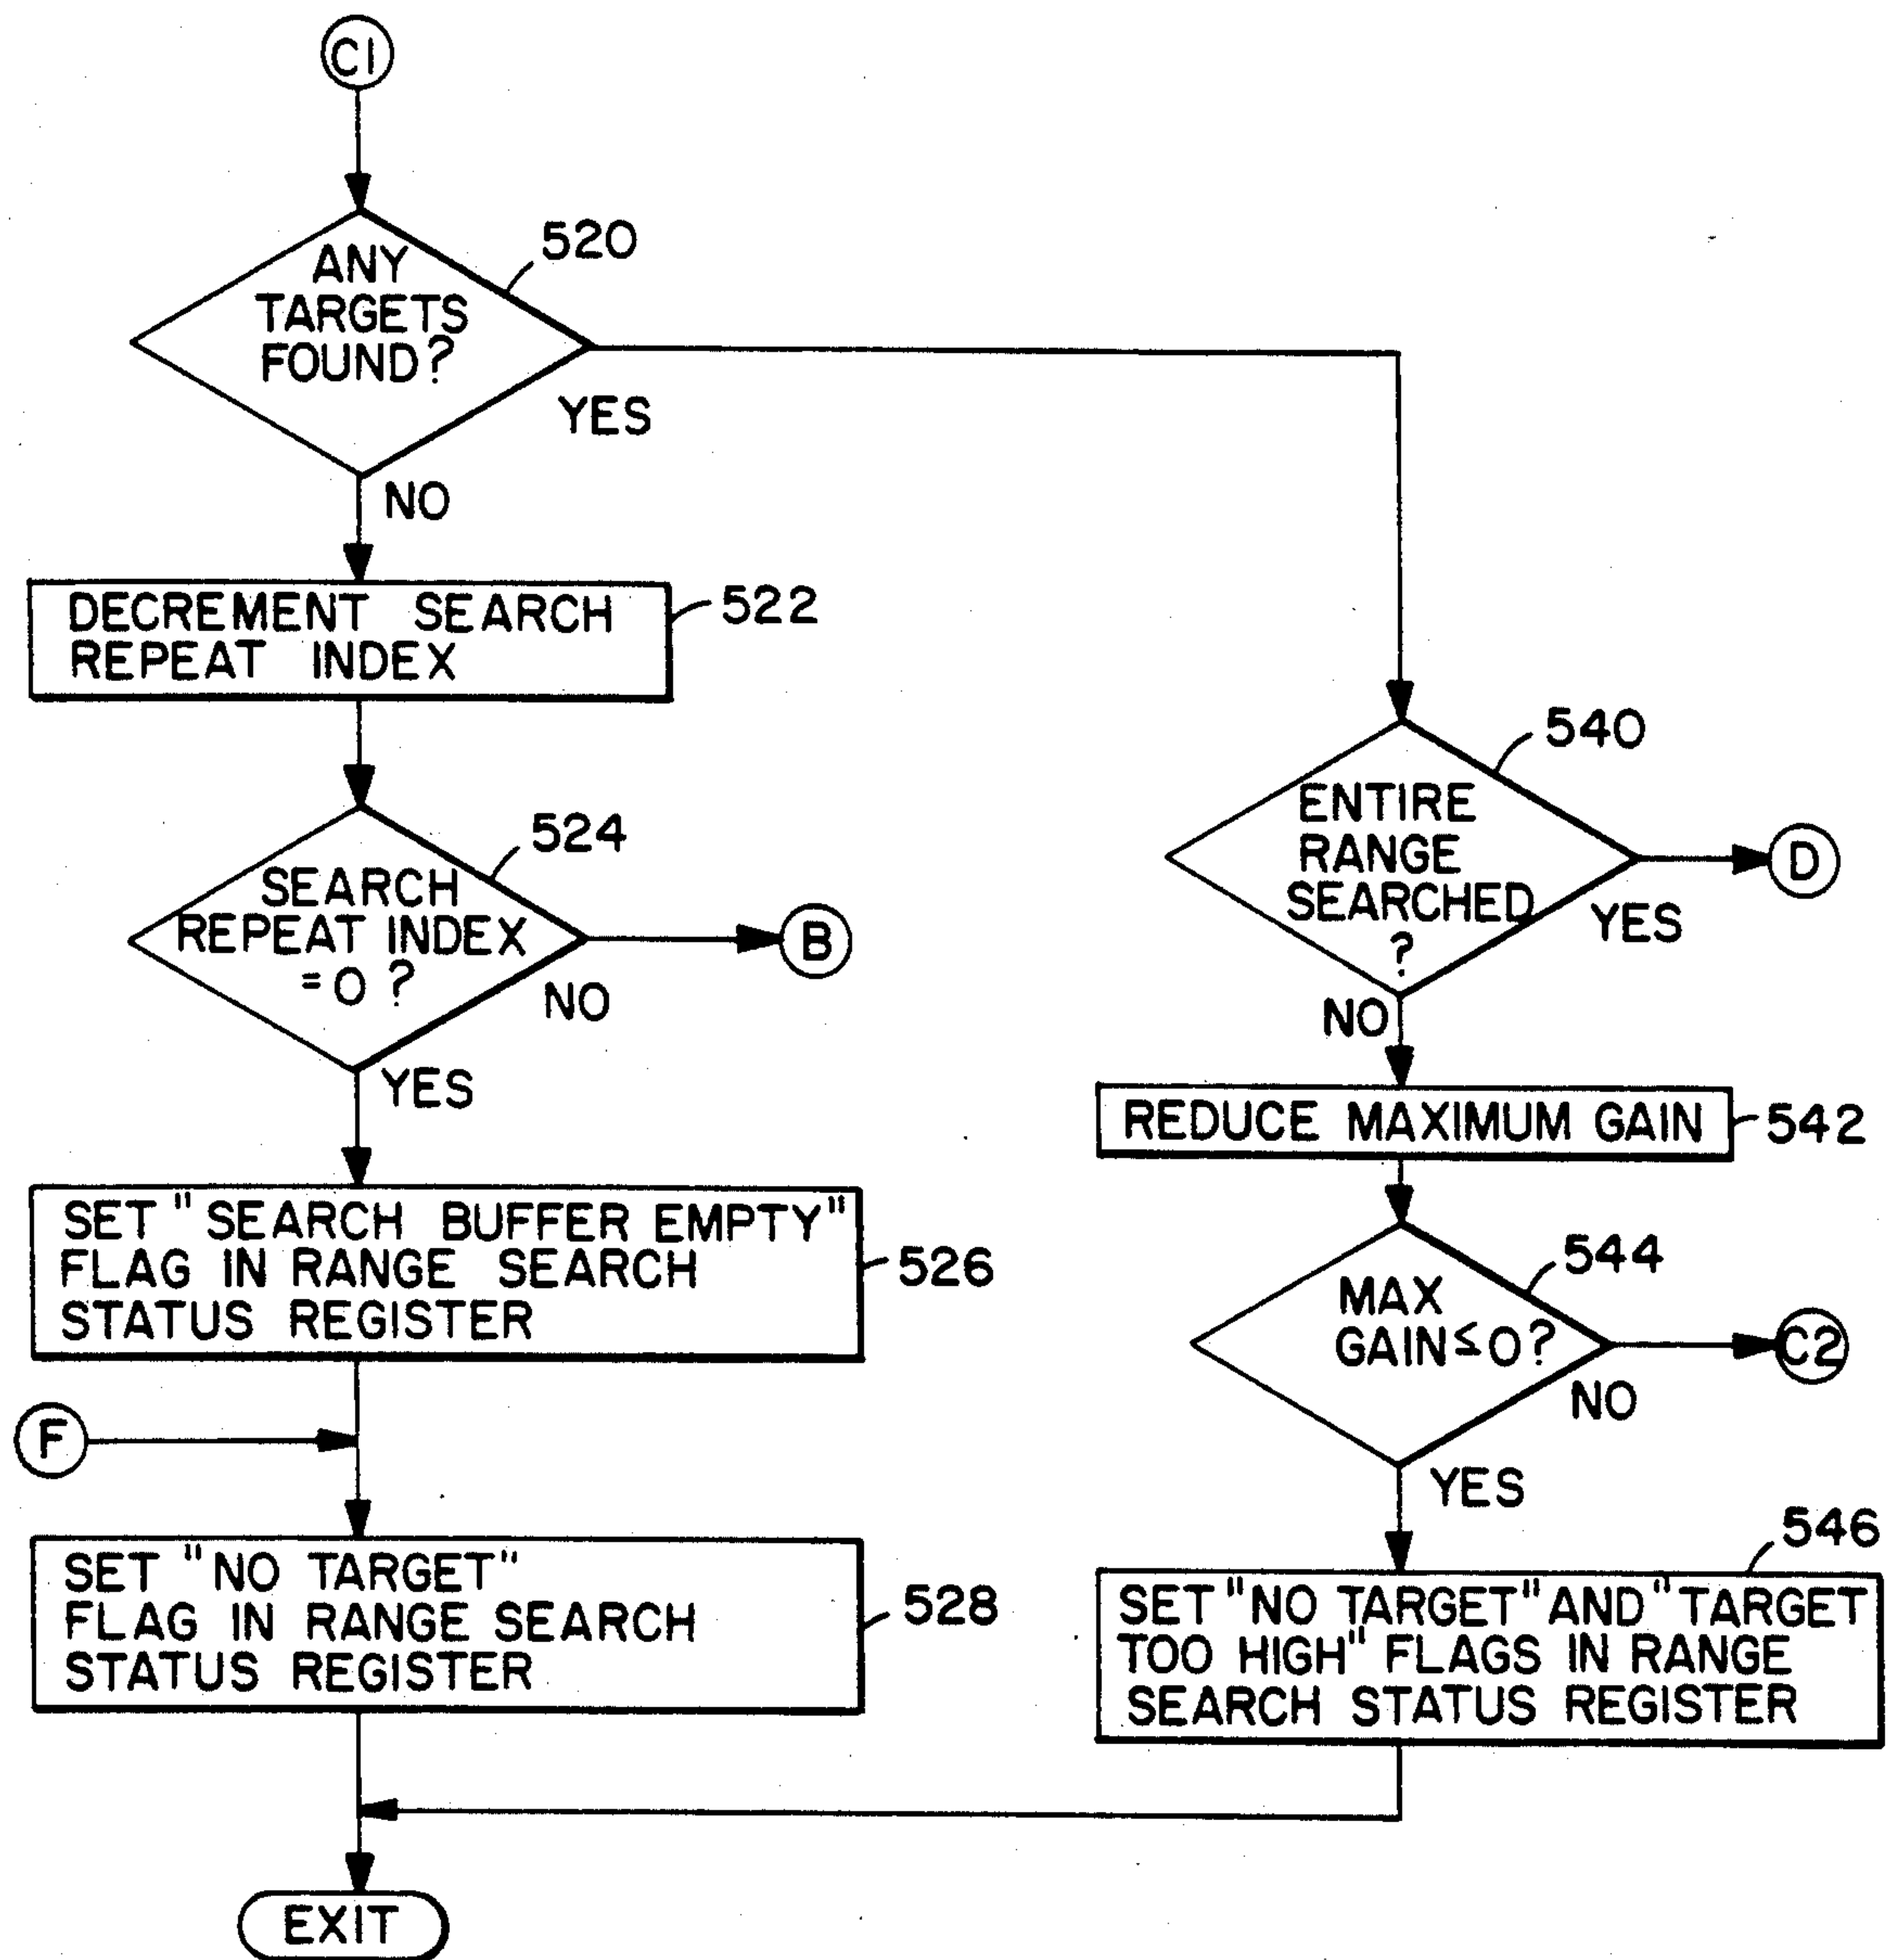 C1
ANY
TARGETS
FOUND?
520
YES
NO
DECREMENT SEARCH
REPEAT INDEX
522
SEARCH
REPEAT INDEX
=0 ?
524
NO
B
YES
SET "SEARCH BUFFER EMPTY"
FLAG IN RANGE SEARCH
STATUS REGISTER
526
F
SET "NO TARGET"
FLAG IN RANGE SEARCH
STATUS REGISTER
528
EXIT
ENTIRE
RANGE
SEARCHED
?
540
YES
D
NO
REDUCE MAXIMUM GAIN
542
MAX
GAIN≤0?
544
NO
C2
YES
SET "NO TARGET" AND "TARGET
TOO HIGH" FLAGS IN RANGE
SEARCH STATUS REGISTER
546